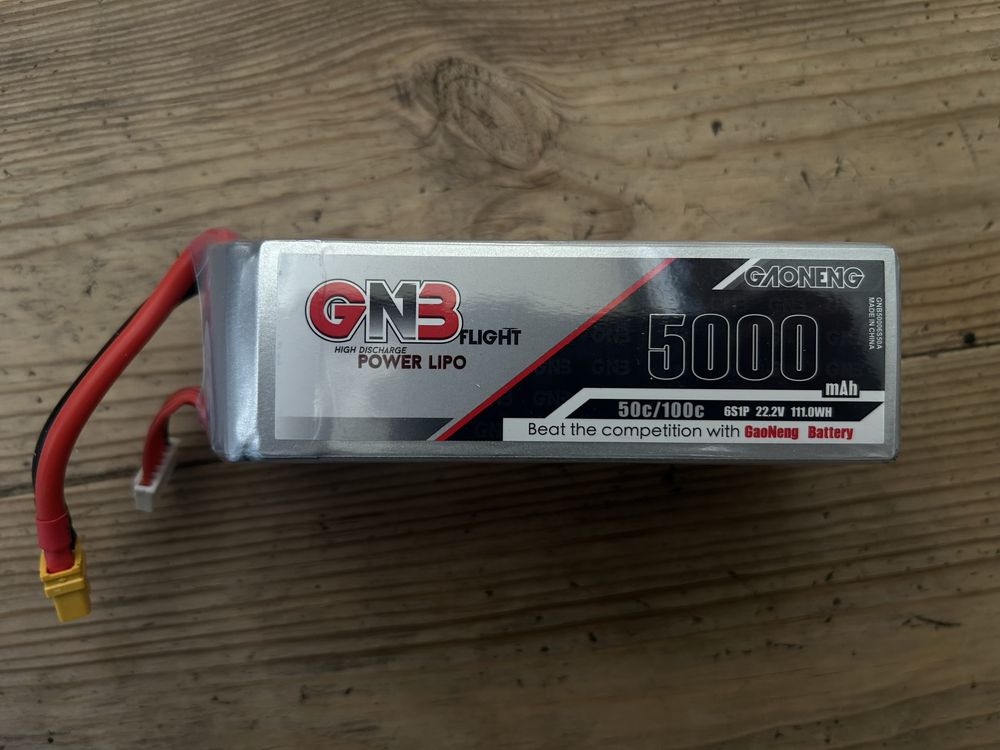 GNB
FLIGHT
HIGH DISCHARGE
POWER LIPO
GAONENG
5000
mAh
50c/100c 6S1P 22.2V 111.0WH
Beat the competition with GaoNeng Battery
GNB50006S50A
MADE IN CHINA